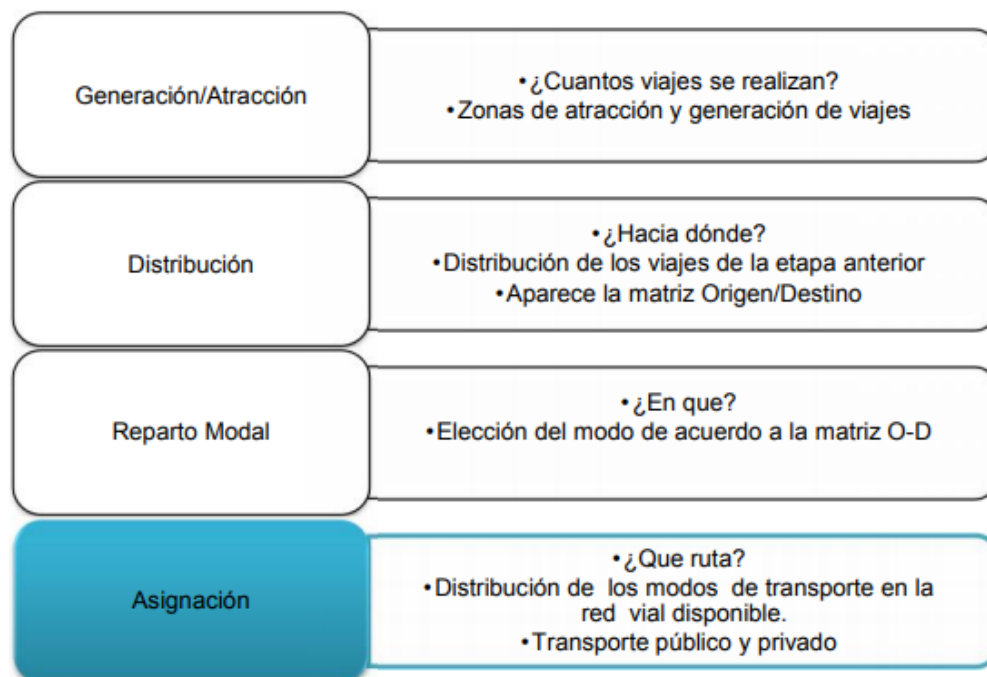 Generación/Atracción
•¿Cuantos viajes se realizan?
•Zonas de atracción y generación de viajes
Distribución
•¿Hacia dónde?
•Distribución de los viajes de la etapa anterior
•Aparece la matriz Origen/Destino
Reparto Modal
•¿En que?
•Elección del modo de acuerdo a la matriz O-D
Asignación
•¿Que ruta?
•Distribución de los modos de transporte en la
red vial disponible.
•Transporte público y privado